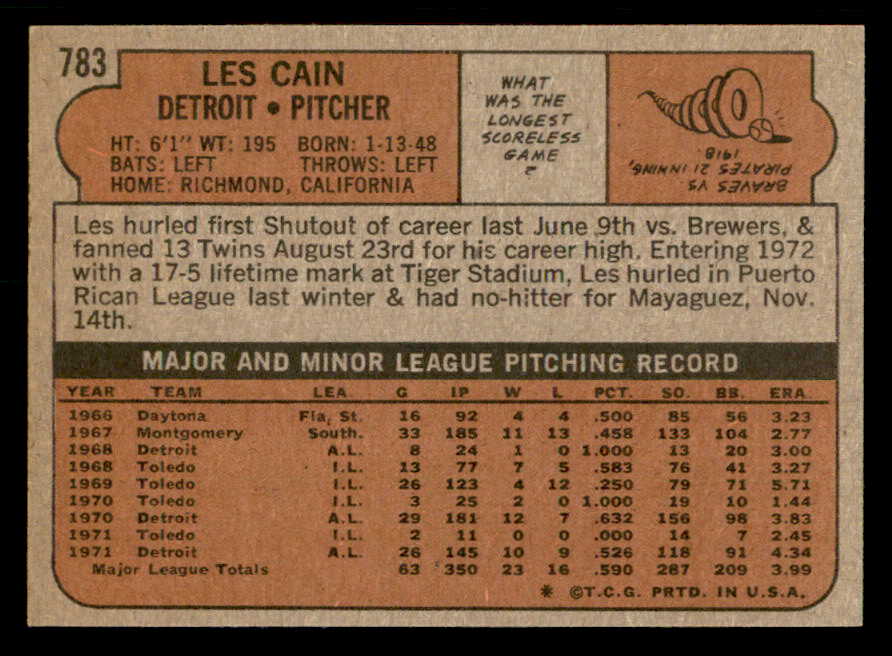 783
LES CAIN
DETROIT • PITCHER
HT: 6'1" WT: 195 BORN: 1-13-48
BATS: LEFT THROWS: LEFT
HOME: RICHMOND, CALIFORNIA
WHAT
WAS THE
LONGEST
SCORELESS
GAME
?
BRAVES VS
PIRATES 21 INNING,
1918
Les hurled first Shutout of career last June 9th vs. Brewers, &
fanned 13 Twins August 23rd for his career high. Entering 1972
with a 17-5 lifetime mark at Tiger Stadium, Les hurled in Puerto
Rican League last winter & had no-hitter for Mayaguez, Nov.
14th.
MAJOR AND MINOR LEAGUE PITCHING RECORD
YEAR TEAM LEA G IP W L PCT. SO. BB. ERA
1966 Daytona Fla. St. 16 92 4 4 .500 85 56 3.23
1967 Montgomery South. 33 185 11 13 .458 133 104 2.77
1968 Detroit A.L. 8 24 1 0 1.000 13 20 3.00
1968 Toledo I.L. 13 77 7 5 .583 76 41 3.27
1969 Toledo I.L. 26 123 4 12 .250 79 71 5.71
1970 Toledo I.L. 3 25 2 0 1.000 19 10 1.44
1970 Detroit A.L. 29 181 12 7 .632 156 98 3.83
1971 Toledo I.L. 2 11 0 0 .000 14 7 2.45
1971 Detroit A.L. 26 145 10 9 .526 118 91 4.34
Major League Totals 63 350 23 16 .590 287 209 3.99
* ©T.C.G. PRTD. IN U.S.A.